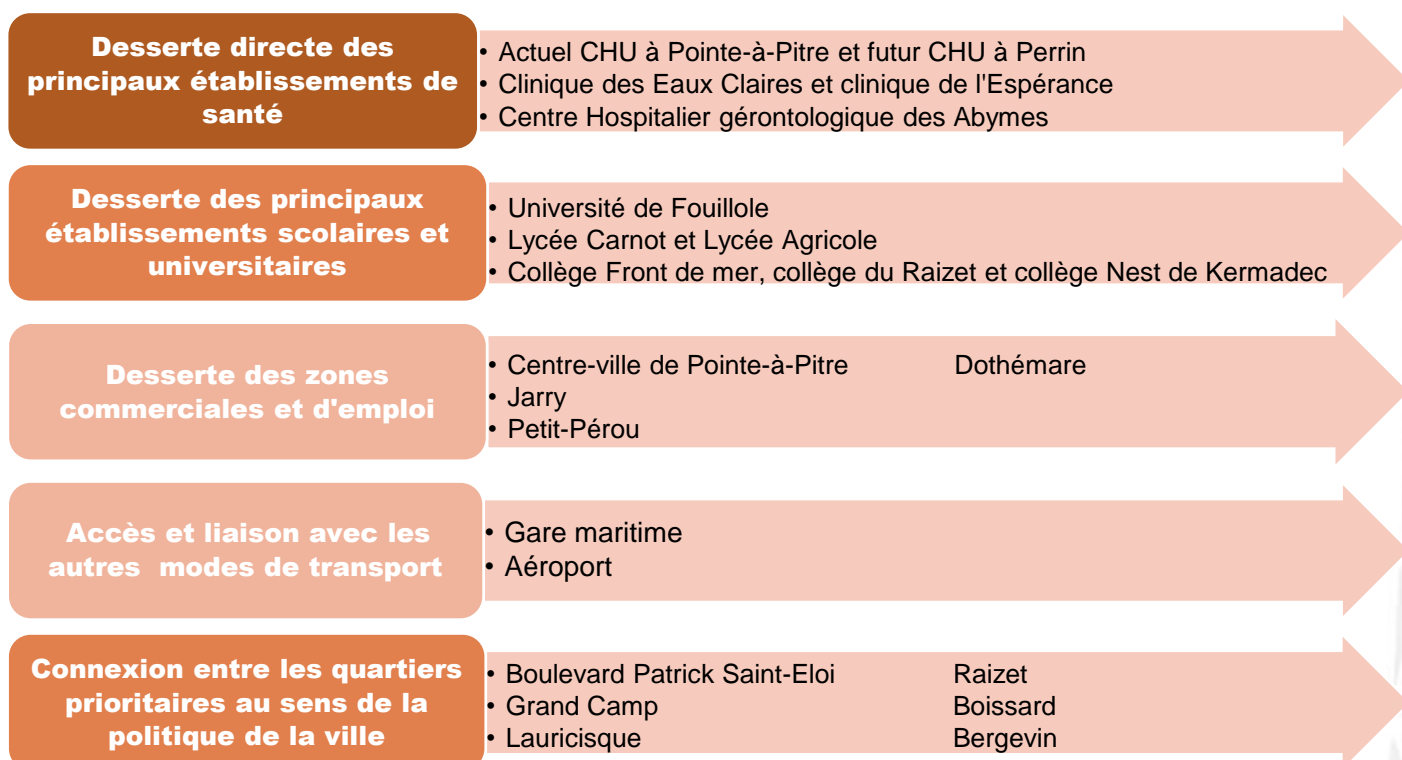 Desserte directe des
principaux établissements de
santé
• Actuel CHU à Pointe-à-Pitre et futur CHU à Perrin
• Clinique des Eaux Claires et clinique de l'Espérance
• Centre Hospitalier gérontologique des Abymes
Desserte des principaux
établissements scolaires et
universitaires
• Université de Fouillole
• Lycée Carnot et Lycée Agricole
• Collège Front de mer, collège du Raizet et collège Nest de Kermadec
Desserte des zones
commerciales et d'emploi
• Centre-ville de Pointe-à-Pitre Dothémare
• Jarry
• Petit-Pérou
Accès et liaison avec les
autres modes de transport
• Gare maritime
• Aéroport
Connexion entre les quartiers
prioritaires au sens de la
politique de la ville
• Boulevard Patrick Saint-Eloi Raizet
• Grand Camp Boissard
• Lauricisque Bergevin